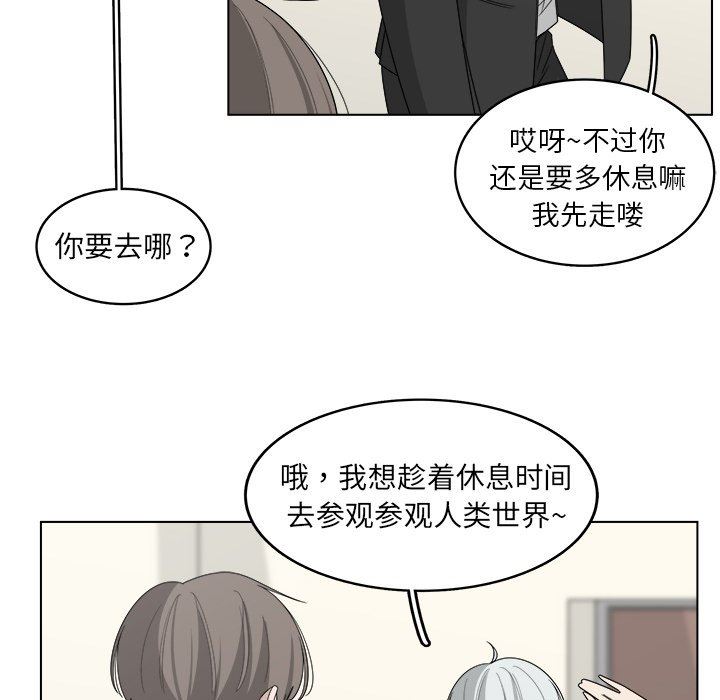 哎呀~不过你
还是要多休息嘛
我先走喽
你要去哪？
哦，我想趁着休息时间
去参观参观人类世界~